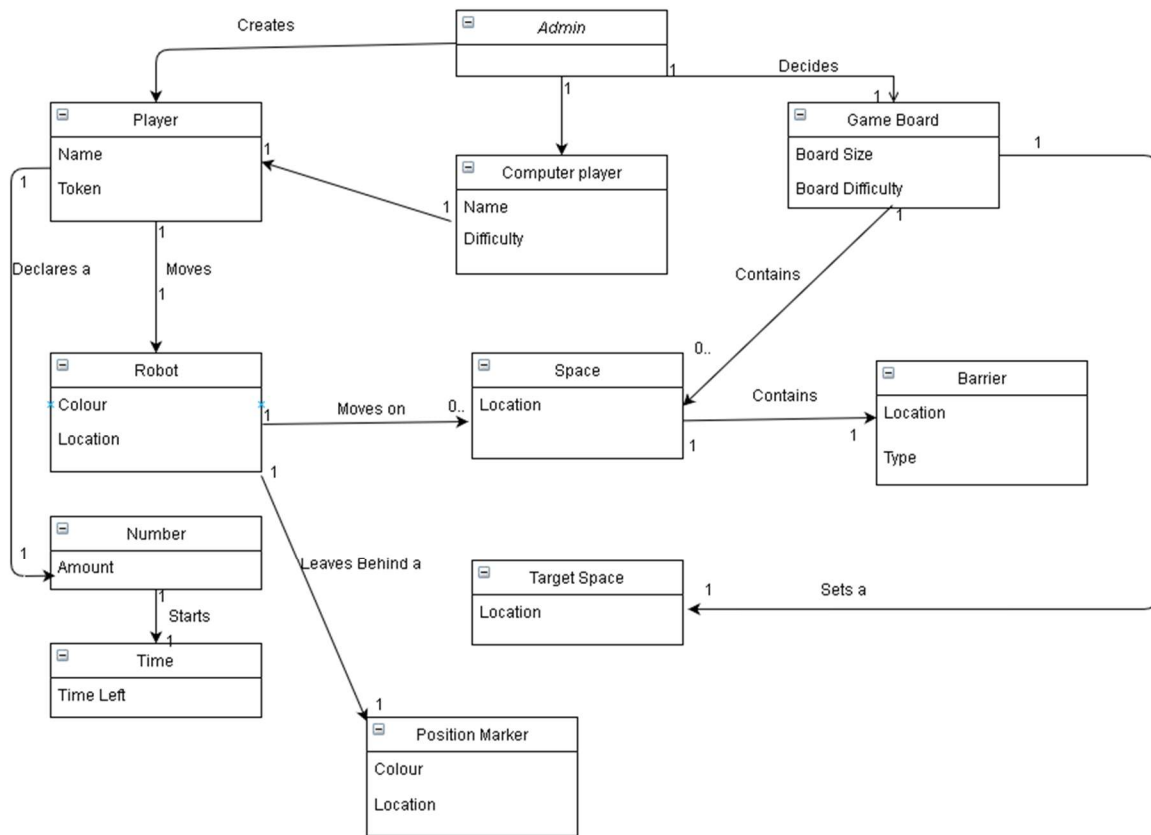 Creates
Admin
1
1
Decides
1
Player
Name
Token
1
1
Computer player
Name
Difficulty
1
Game Board
Board Size
Board Difficulty
1
1
1
1
Declares a
Moves
1
Contains
0..
Robot
Colour
Location
1
1
Moves on
0..
Space
Location
1
Contains
1
Barrier
Location
Type
Number
Amount
1
1
Starts
1
Time
Time Left
Leaves Behind a
Target Space
Location
1
Sets a
1
Position Marker
Colour
Location